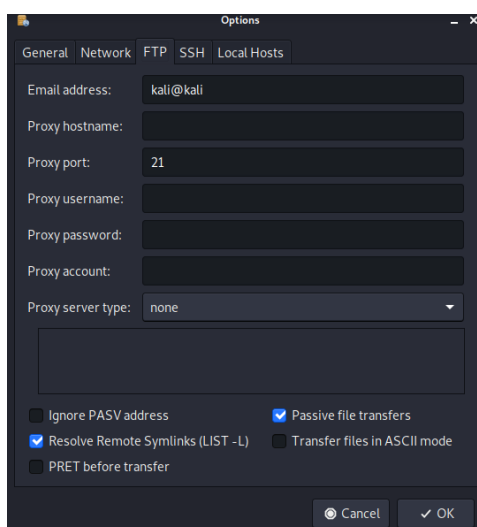 Options
General Network FTP SSH Local Hosts
Email address: kali@kali
Proxy hostname:
Proxy port: 21
Proxy username:
Proxy password:
Proxy account:
Proxy server type: none
Ignore PASV address Passive file transfers
Resolve Remote Symlinks (LIST -L) Transfer files in ASCII mode
PRET before transfer
Cancel OK